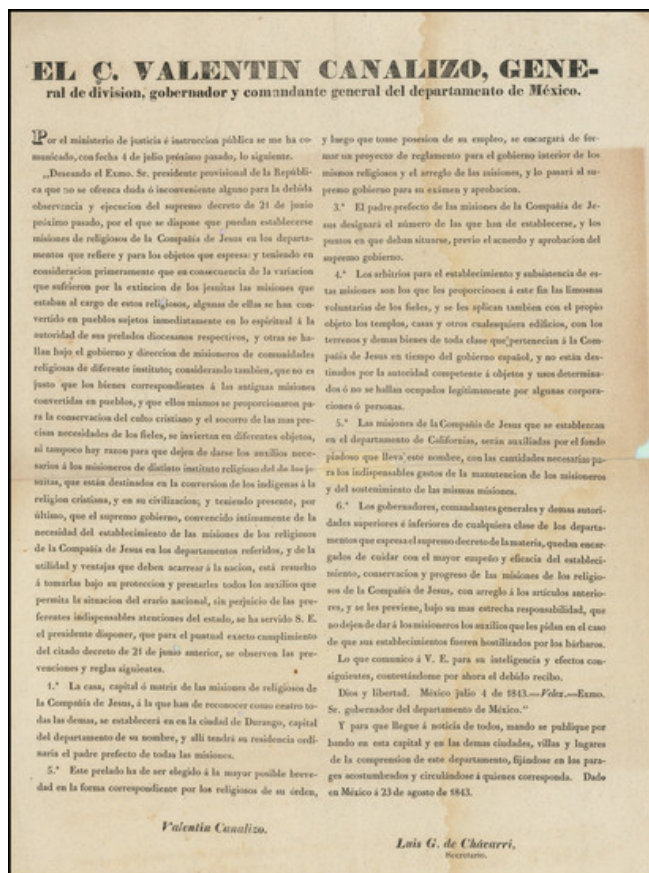 EL C. VALENTIN CANALIZO, GENE-
ral de division, gobernador y comandante general del departamento de México.
Por el ministerio de justicia é instruccion pública se me ha co-
municado, con fecha 4 de julio próximo pasado, lo siguiente.
„Deseando el Exmo. Sr. presidente provisional de la Repúbli-
ca que no se ofrezca duda ó inconveniente alguno para la debida
observancia y ejecucion del supremo decreto de 21 de junio
próximo pasado, por el que se dispone que puedan establecerse
misiones de religiosos de la Compañía de Jesus en los departa-
mentos que refiere y para los objetos que espresa: y teniendo en
consideracion primeramente que en consecuencia de la variacion
que sufrieron por la extincion de los jesuitas las misiones que
estaban al cargo de estos religiosos, algunas de ellas se han con-
vertido en pueblos sujetos inmediatamente en lo espiritual á la
autoridad de sus prelados diocesanos respectivos, y otras se ha-
llan bajo el gobierno y direccion de misioneros de comunidades
religiosas de diferente instituto; considerando tambien, que no es
justo que los bienes correspondientes á las antiguas misiones
convertidas en pueblos, y que ellos mismos se proporcionaron pa-
ra la conservacion del culto cristiano y el socorro de las mas pre-
cisas necesidades de los fieles, se inviertan en diferentes objetos,
ni tampoco hay razon para que dejen de darse los auxilios nece-
sarios á los misioneros de distinto instituto religioso del de los je-
suitas, que están destinados en la conversion de los indígenas á la
religion cristiana, y en su civilizacion; y teniendo presente, por
último, que el supremo gobierno, convencido íntimamente de la
necesidad del establecimiento de las misiones de los religiosos
de la Compañía de Jesus en los departamentos referidos, y de la
utilidad y ventajas que deben acarrear á la nacion, está resuelto
á tomarlas bajo su proteccion y prestarles todos los auxilios que
permita la situacion del erario nacional, sin perjuicio de las pre-
ferentes indispensables atenciones del estado, se ha servido S. E.
el presidente disponer, que para el puntual exacto cumplimiento
del citado decreto de 21 de junio anterior, se observen las pre-
venciones y reglas siguientes.
1.ª La casa, capital ó matriz de las misiones de religiosos de
la Compañía de Jesus, á la que han de reconocer como centro to-
das las demas, se establecerá en en la ciudad de Durango, capital
del departamento de su nombre, y allí tendrá su residencia ordi-
naria el padre prefecto de todas las misiones.
5.ª Este prelado ha de ser elegido á la mayor posible breve-
dad en la forma correspondiente por los religiosos de su órden,
y luego que tome posesion de su empleo, se encargará de for-
mar un proyecto de reglamento para el gobierno interior de los
mismos religiosos y el arreglo de las misiones, y lo pasará al su-
premo gobierno para su exámen y aprobacion.
3.ª El padre prefecto de las misiones de la Compañía de Je-
sus designará el número de las que han de establecerse, y los
puntos en que deban situarse, previo el acuerdo y aprobacion del
supremo gobierno.
4.ª Los arbitrios para el establecimiento y subsistencia de es-
tas misiones son los que les proporcionen á este fin las limosnas
voluntarias de los fieles, y se les aplican tambien con el propio
objeto los templos, casas y otros cualesquiera edificios, con los
terrenos y demas bienes de toda clase que pertenecian á la Com-
pañía de Jesus en tiempo del gobierno español, y no están des-
tinados por la autoridad competente á objetos y usos determina-
dos ó no se hallan ocupados legítimamente por algunas corpora-
ciones ó personas.
5.ª Las misiones de la Compañía de Jesus que se establezcan
en el departamento de Californias, serán auxiliadas por el fondo
piadoso que lleva este nombre, con las cantidades necesarias pa-
ra los indispensables gastos de la manutencion de los misioneros
y del sostenimiento de las mismas misiones.
6.ª Los gobernadores, comandantes generales y demas autori-
dades superiores é inferiores de cualquiera clase de los departa-
mentos que espresa el supremo decreto de la materia, quedan encar-
gados de cuidar con el mayor empeño y eficacia del estableci-
miento, conservacion y progreso de las misiones de los religio-
sos de la Compañía de Jesus, con arreglo á los artículos anterio-
res, y se les previene, bajo su mas estrecha responsabilidad, que
no dejen de dar á los misioneros los auxilios que les pidan en el caso
de que sus establecimientos fueren hostilizados por los bárbaros.
Lo que comunico á V. E. para su inteligencia y efectos con-
siguientes, contestándome por ahora el debido recibo.
Dios y libertad. México julio 4 de 1843.—Velez.—Exmo.
Sr. gobernador del departamento de México."
Y para que llegue á noticia de todos, mando se publique por
bando en esta capital y en las demas ciudades, villas y lugares
de la comprension de este departamento, fijándose en los para-
ges acostumbrados y circulándose á quienes corresponda. Dado
en México á 23 de agosto de 1843.
Valentin Canalizo.
Luis G. de Chávarri,
Secretario.